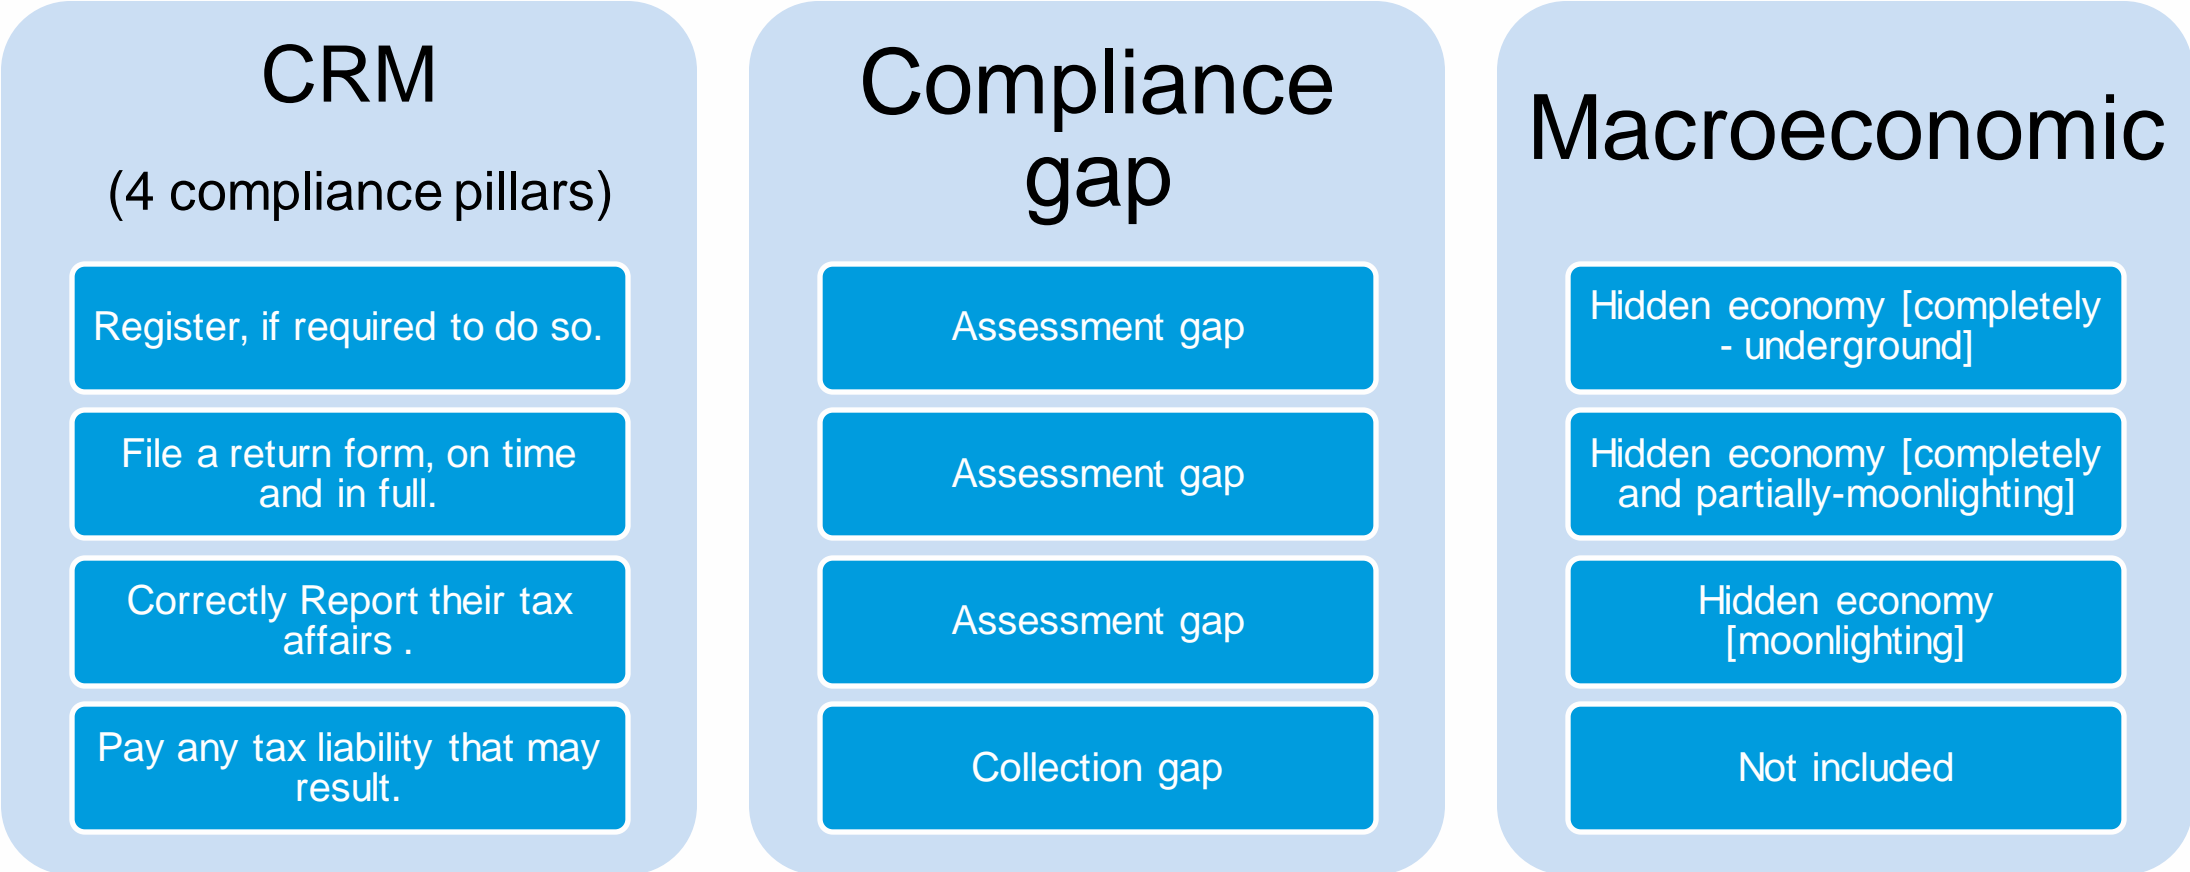 CRM
(4 compliance pillars)
Register, if required to do so.
File a return form, on time
and in full.
Correctly Report their tax
affairs .
Pay any tax liability that may
result.
Compliance
gap
Assessment gap
Assessment gap
Assessment gap
Collection gap
Macroeconomic
Hidden economy [completely
- underground]
Hidden economy [completely
and partially-moonlighting]
Hidden economy
[moonlighting]
Not included